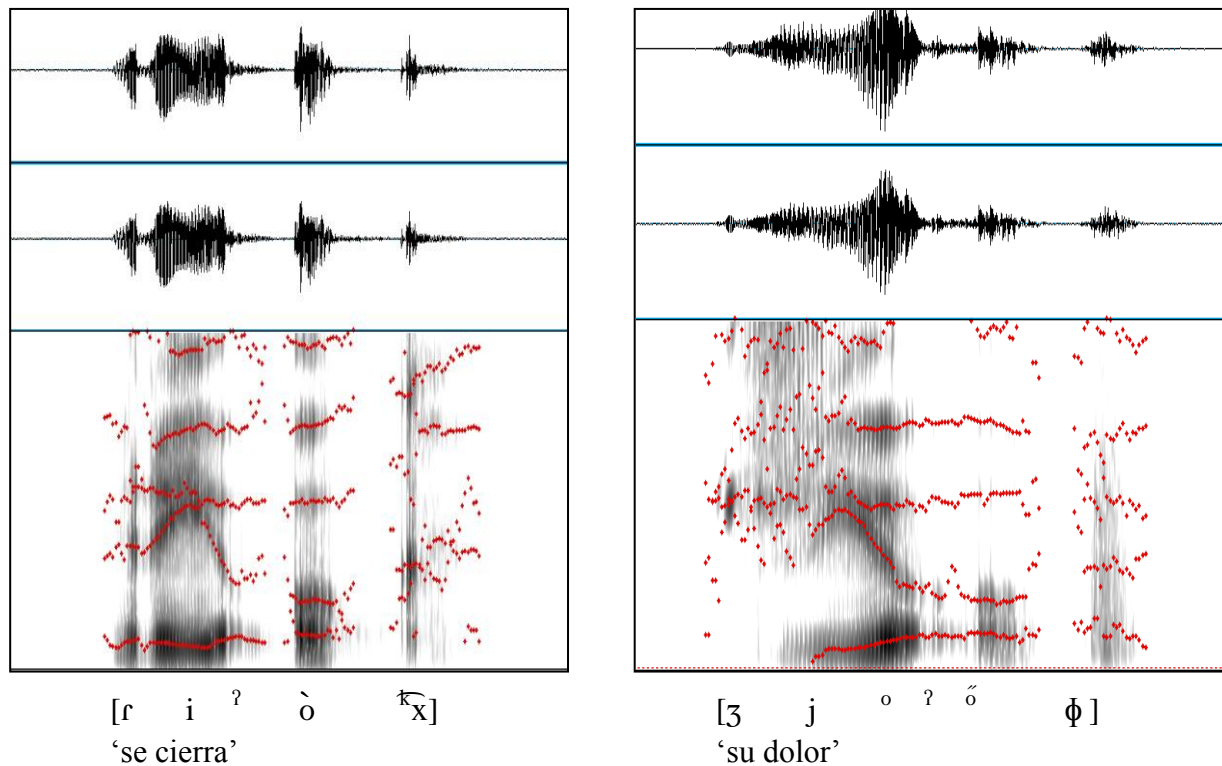 [ɾ i ˀ ò ᵏ͡x]
‘se cierra’
[ʒ j ᵒ ˀ ő ɸ ]
‘su dolor’